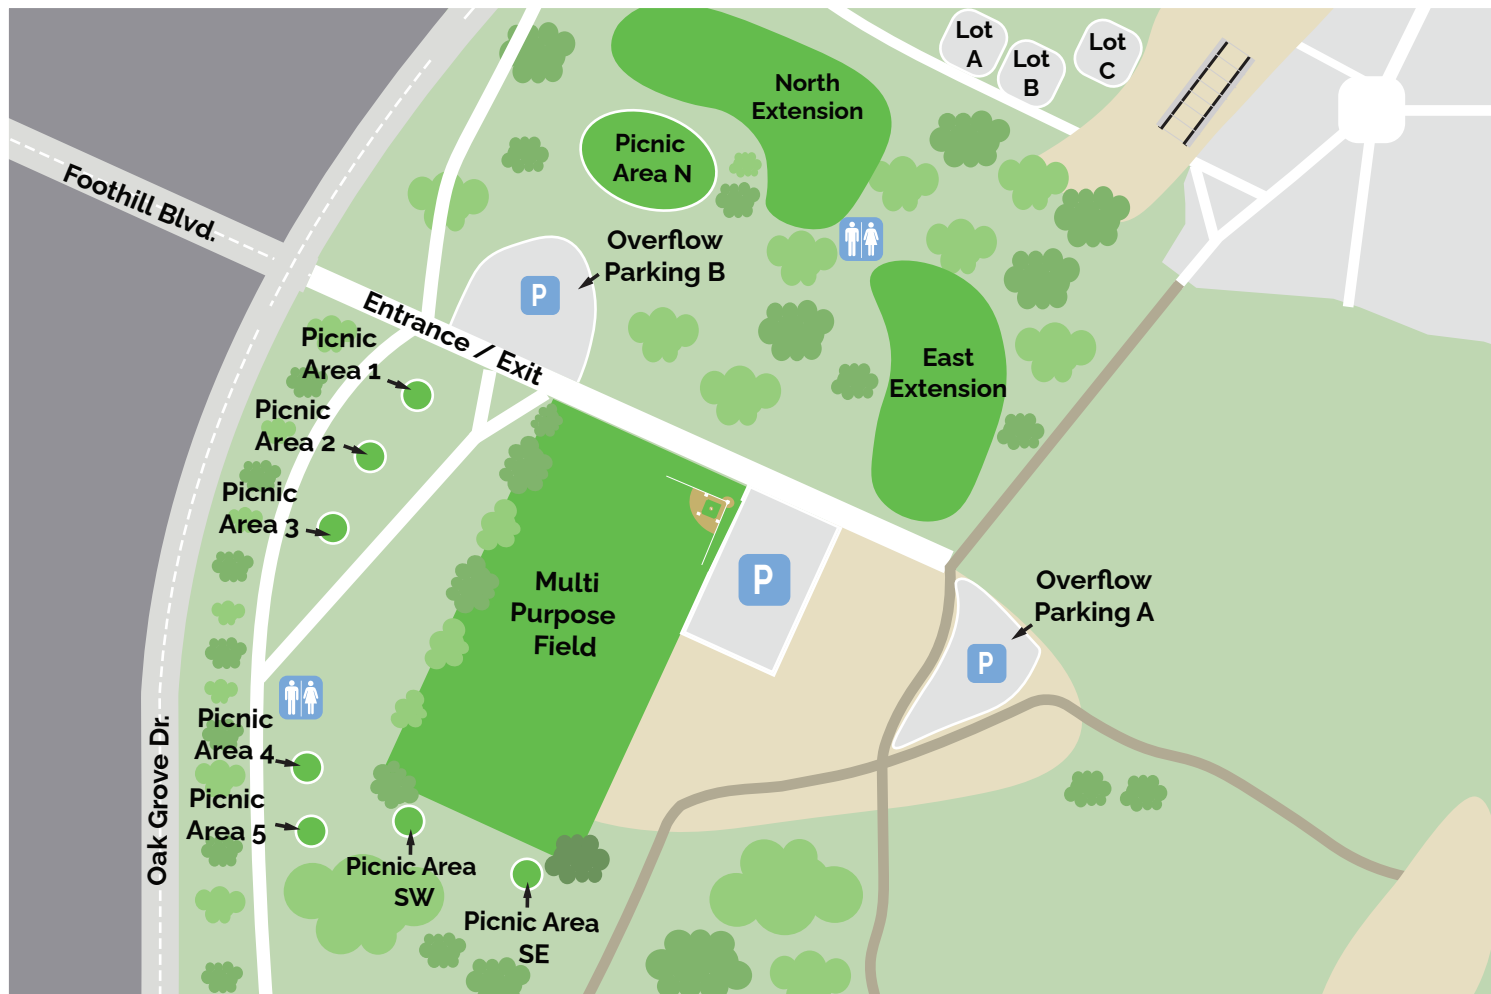 Lot
A
Lot
B
Lot
C
North
Extension
Picnic
Area N
Foothill Blvd.
Overflow
Parking B
P
Entrance / Exit
Picnic
Area 1
East
Extension
Picnic
Area 2
Picnic
Area 3
Multi
Purpose
Field
P
Overflow
Parking A
P
Picnic
Area 4
Oak Grove Dr.
Picnic
Area 5
Picnic Area
SW
Picnic Area
SE